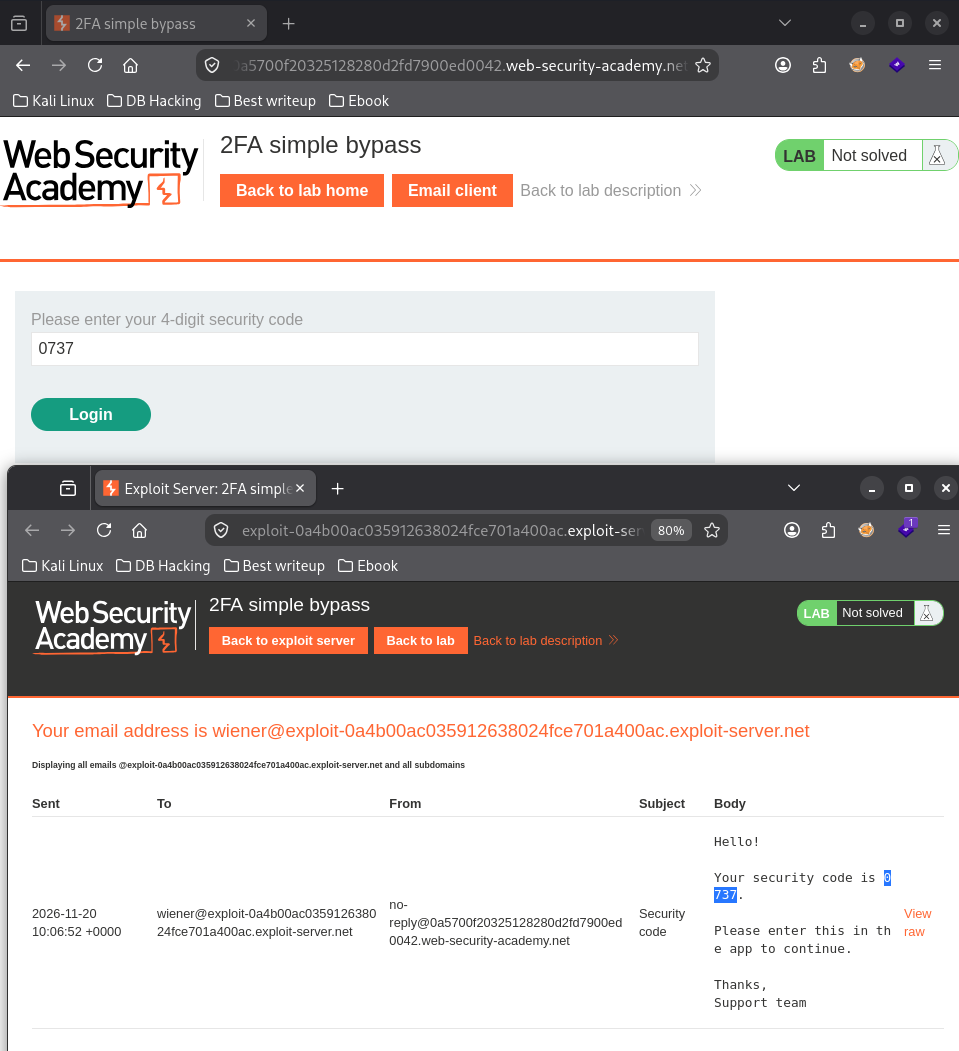 2FA simple bypass
0a5700f20325128280d2fd7900ed0042.web-security-academy.net
Kali Linux DB Hacking Best writeup Ebook
Web Security
Academy
2FA simple bypass
Back to lab home Email client Back to lab description
LAB Not solved
Please enter your 4-digit security code
0737
Login
Exploit Server: 2FA simple
exploit-0a4b00ac035912638024fce701a400ac.exploit-ser 80%
1
Kali Linux DB Hacking Best writeup Ebook
Web Security
Academy
2FA simple bypass
Back to exploit server Back to lab Back to lab description
LAB Not solved
Your email address is wiener@exploit-0a4b00ac035912638024fce701a400ac.exploit-server.net
Displaying all emails @exploit-0a4b00ac035912638024fce701a400ac.exploit-server.net and all subdomains
Sent To From Subject Body
2026-11-20
10:06:52 +0000
wiener@exploit-0a4b00ac0359126380
24fce701a400ac.exploit-server.net
no-
reply@0a5700f20325128280d2fd7900ed
0042.web-security-academy.net
Security
code
Hello!
Your security code is 0
737.
Please enter this in th
e app to continue.
Thanks,
Support team
View
raw